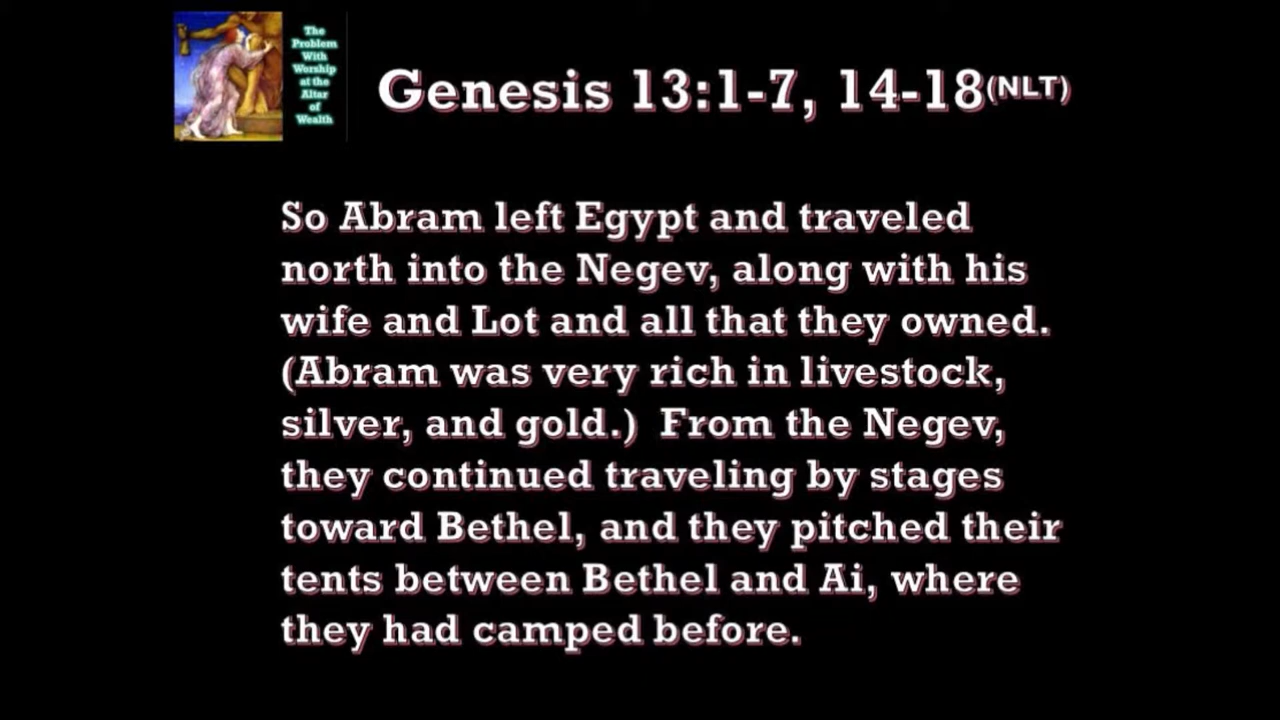 The
Problem
With
Worship
at the
Altar
of
Wealth
Genesis 13:1-7, 14-18(NLT)
So Abram left Egypt and traveled
north into the Negev, along with his
wife and Lot and all that they owned.
(Abram was very rich in livestock,
silver, and gold.)  From the Negev,
they continued traveling by stages
toward Bethel, and they pitched their
tents between Bethel and Ai, where
they had camped before.